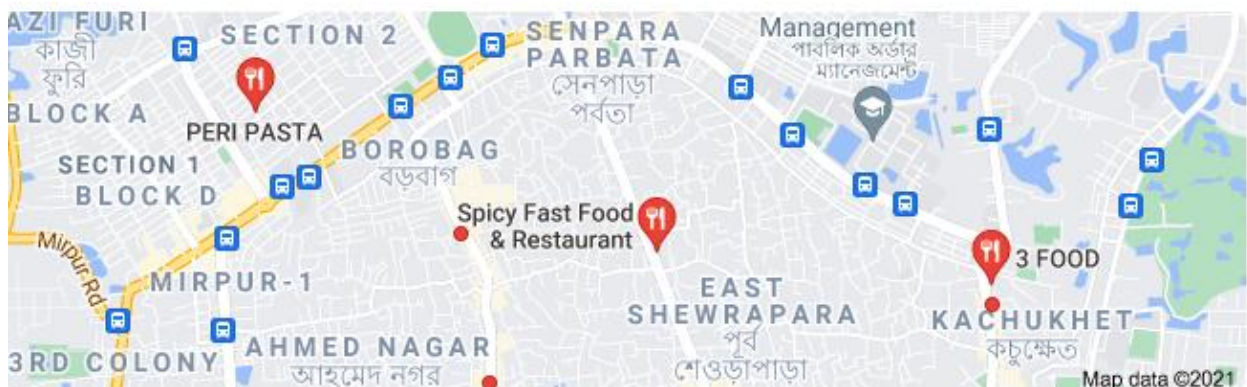 AZI FURI
কাজী
ফুরি
SECTION 2
SENPARA
PARBATA
সেনপাড়া
পর্বতা
Management
পাবলিক অর্ডার
ম্যানেজমেন্ট
BLOCK A
PERI PASTA
SECTION 1
BLOCK D
BOROBAG
বড়বাগ
Spicy Fast Food
& Restaurant
Mirpur-Rd
MIRPUR-1
3 FOOD
EAST
SHEWRAPARA
পূর্ব
শেওড়াপাড়া
KACHUKHET
কচুক্ষেত
3RD COLONY
AHMED NAGAR
আহমেদ নগর
Map data ©2021